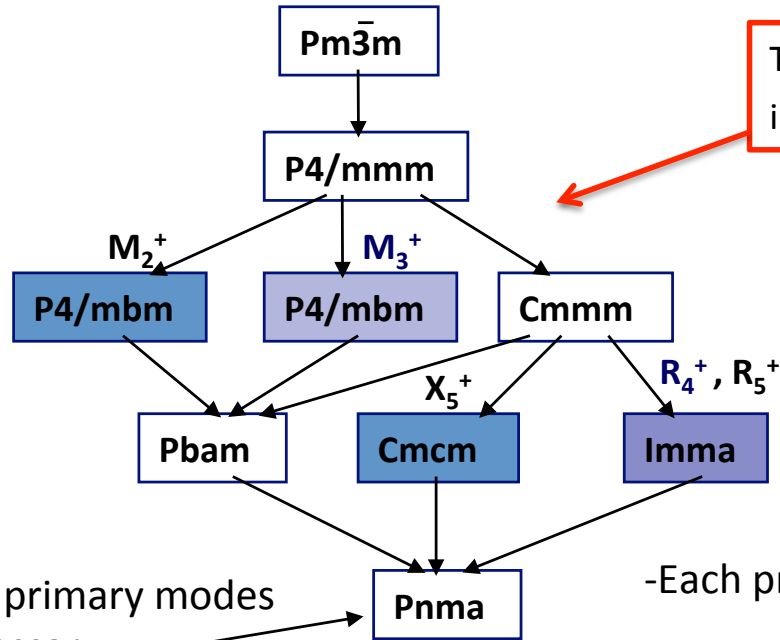 Pm3̄m
T
i
P4/mmm
M₂⁺ M₃⁺
P4/mbm P4/mbm Cmmm
X₅⁺ R₄⁺ , R₅⁺
Pbam Cmcm Imma
primary modes
Pnma
-Each pr